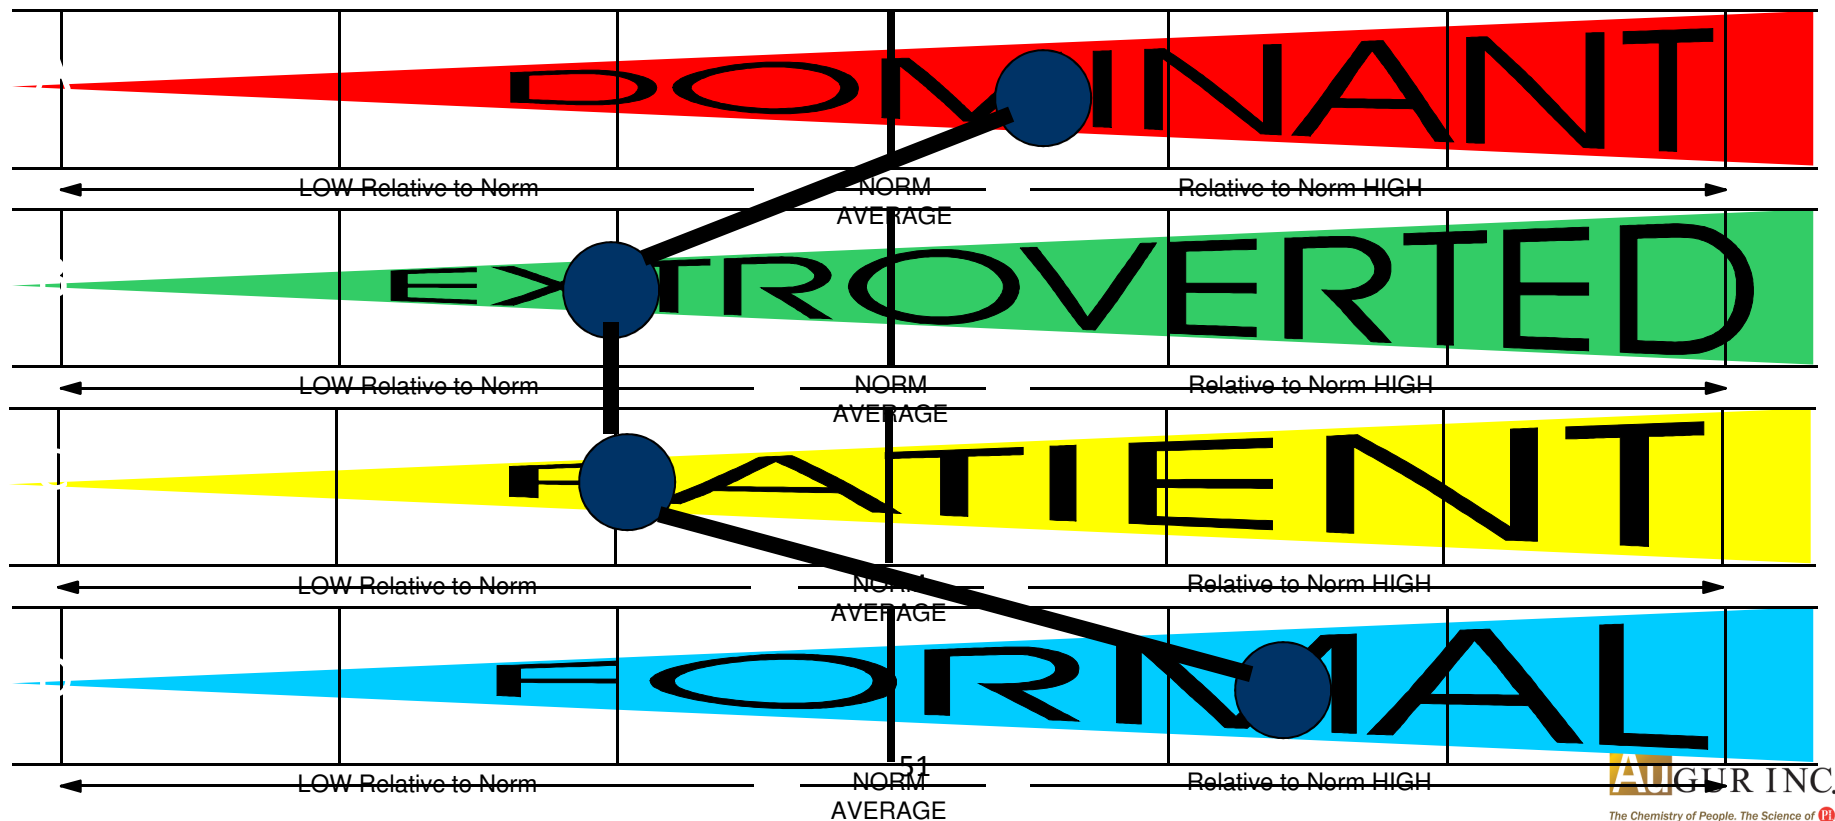 DOMINANT
LOW Relative to Norm NORM Relative to Norm HIGH
AVERAGE
EXTROVERTED
LOW Relative to Norm NORM Relative to Norm HIGH
AVERAGE
PATIENT
LOW Relative to Norm NORM Relative to Norm HIGH
AVERAGE
FORMAL
51
LOW Relative to Norm NORM Relative to Norm HIGH
AVERAGE
AUGUR INC.
The Chemistry of People. The Science of PI